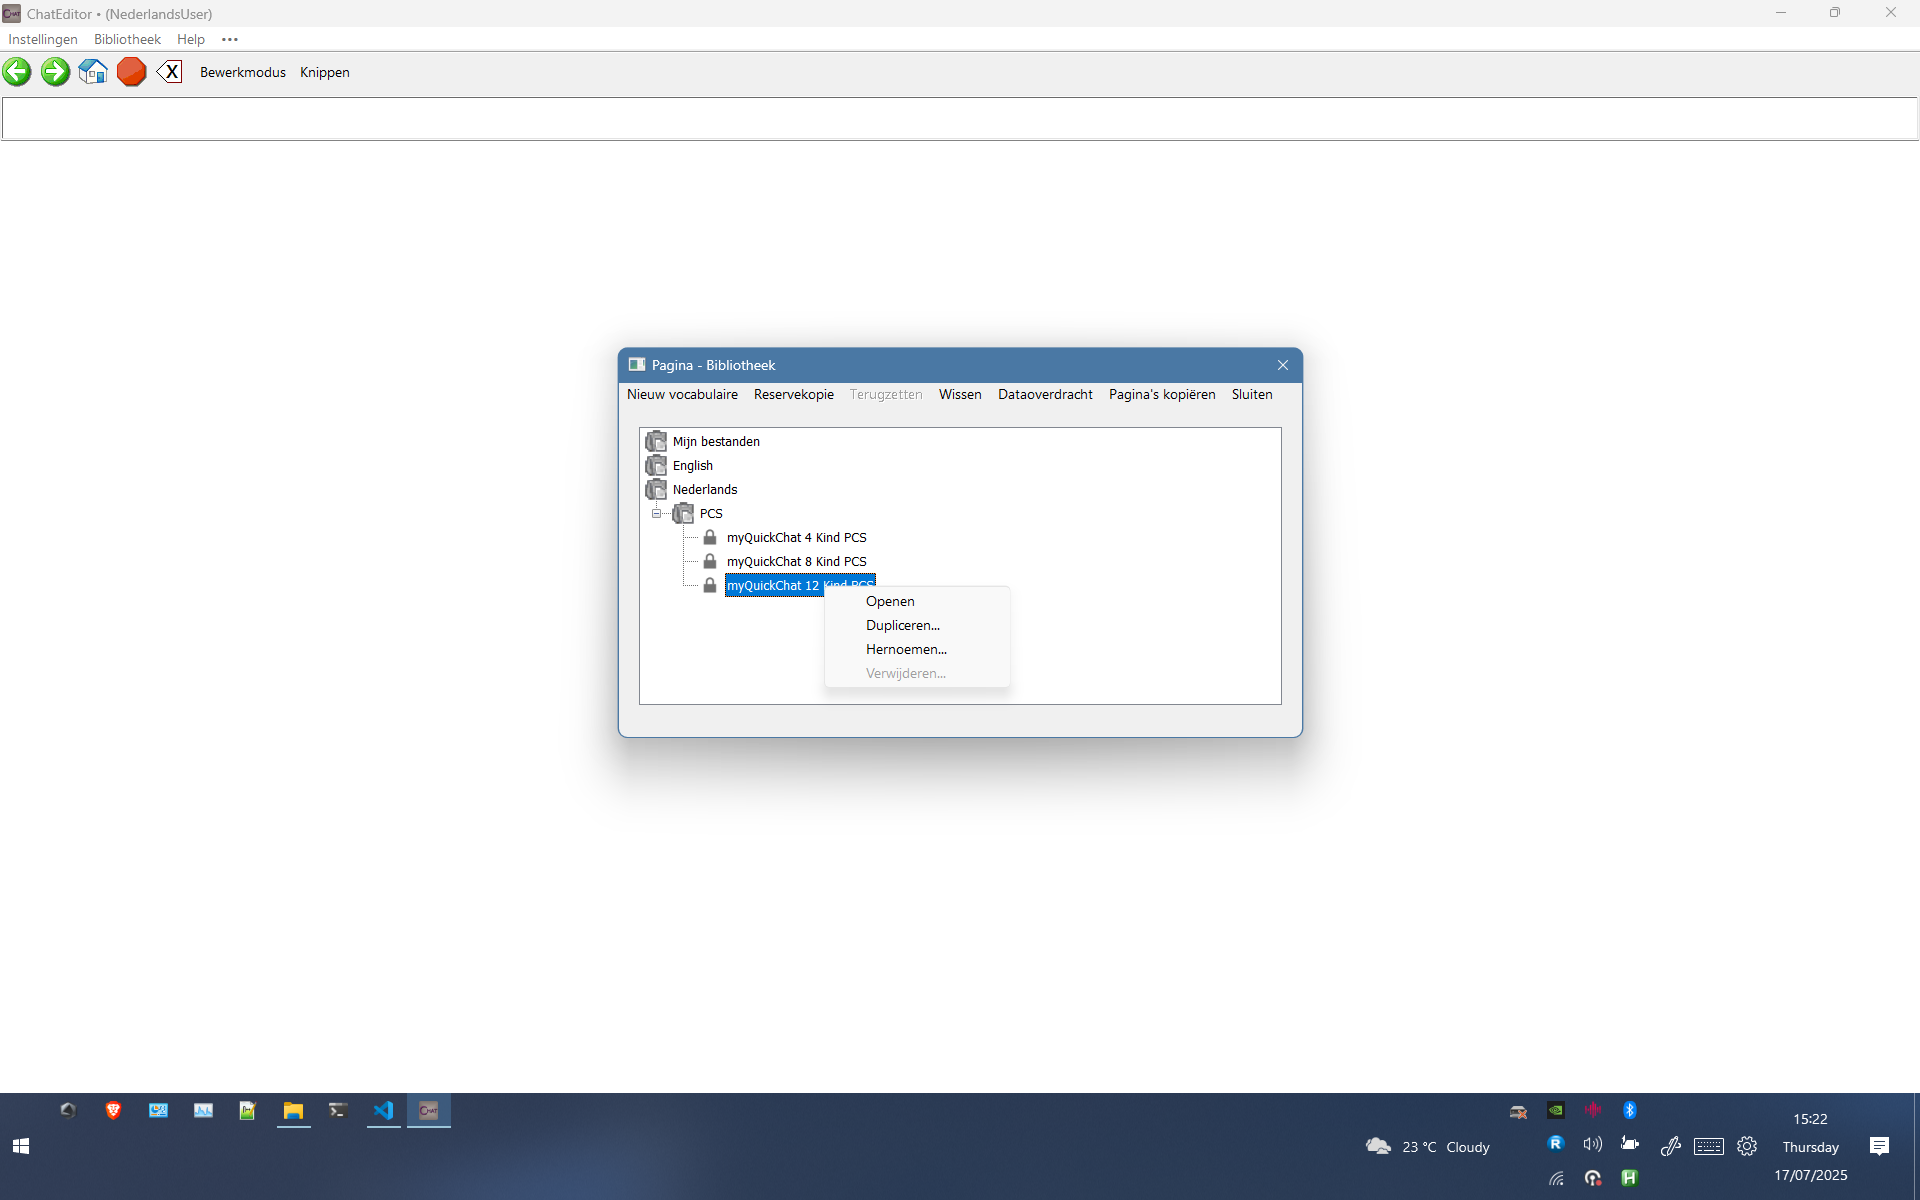 ChatEditor • (NederlandsUser)
Instellingen Bibliotheek Help •••
X Bewerkmodus Knippen
Pagina - Bibliotheek
Nieuw vocabulaire Reservekopie Terugzetten Wissen Dataoverdracht Pagina's kopiëren Sluiten
Mijn bestanden
English
Nederlands
PCS
myQuickChat 4 Kind PCS
myQuickChat 8 Kind PCS
myQuickChat 12 Kind PCS
Openen
Dupliceren...
Hernoemen...
Verwijderen...
CHAT
15:22
23 °C Cloudy
Thursday
17/07/2025